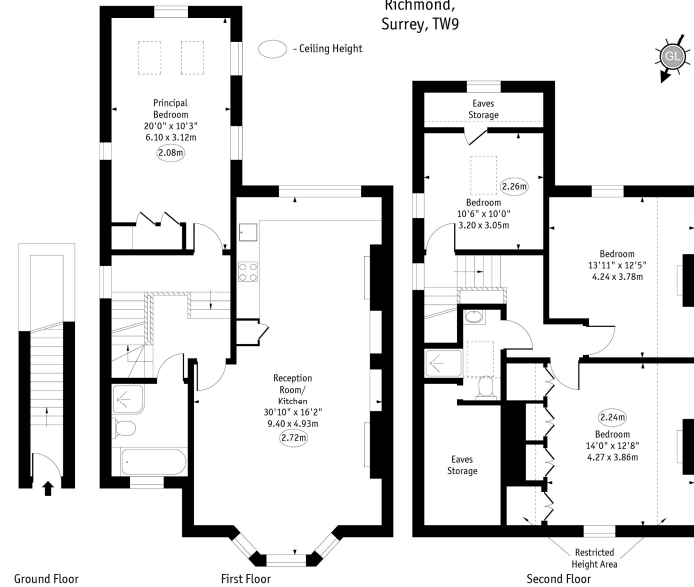 Richmond,
Surrey, TW9
- Ceiling Height
GL
Principal
Bedroom
20'0" x 10'3"
6.10 x 3.12m
2.08m
Reception
Room/
Kitchen
30'10" x 16'2"
9.40 x 4.93m
2.72m
Eaves
Storage
2.26m
Bedroom
10'6" x 10'0"
3.20 x 3.05m
Bedroom
13'11" x 12'5"
4.24 x 3.78m
2.24m
Bedroom
14'0" x 12'8"
4.27 x 3.86m
Eaves
Storage
Restricted
Height Area
Ground Floor
First Floor
Second Floor